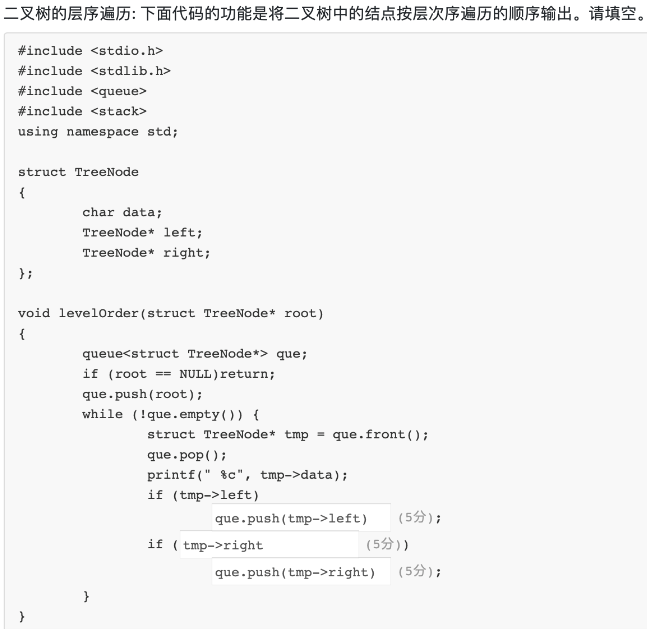 二叉树的层序遍历: 下面代码的功能是将二叉树中的结点按层次序遍历的顺序输出。请填空。
#include <stdio.h>
#include <stdlib.h>
#include <queue>
#include <stack>
using namespace std;
struct TreeNode
{
char data;
TreeNode* left;
TreeNode* right;
};
void levelOrder(struct TreeNode* root)
{
queue<struct TreeNode*> que;
if (root == NULL)return;
que.push(root);
while (!que.empty()) {
struct TreeNode* tmp = que.front();
que.pop();
printf(" %c", tmp->data);
if (tmp->left)
que.push(tmp->left) (5分);
if ( tmp->right (5分))
que.push(tmp->right) (5分);
}
}